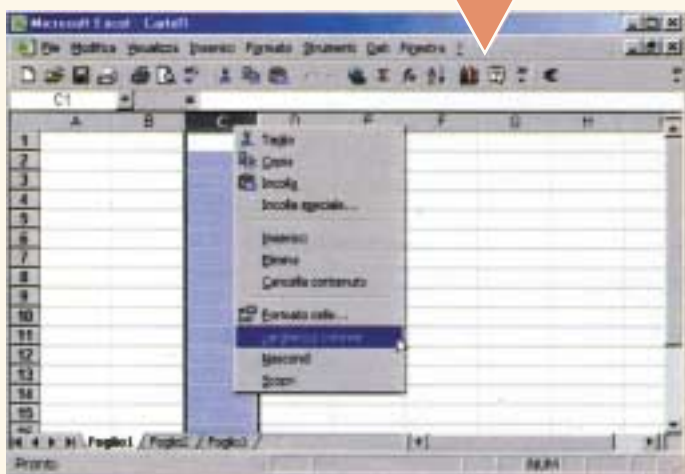 Microsoft Excel - Cartel1
File Modifica Visualizza Inserisci Formato Strumenti Dati Finestra ?
C1 =
A B C D E F G H I
1
2
3
4
5
6
7
8
9
10
11
12
13
14
15
Taglia
Copia
Incolla
Incolla speciale...
Inserisci
Elimina
Cancella contenuto
Formato celle...
Larghezza colonne
Nascondi
Scopri
Foglio1 / Foglio2 / Foglio3
Pronto NUM